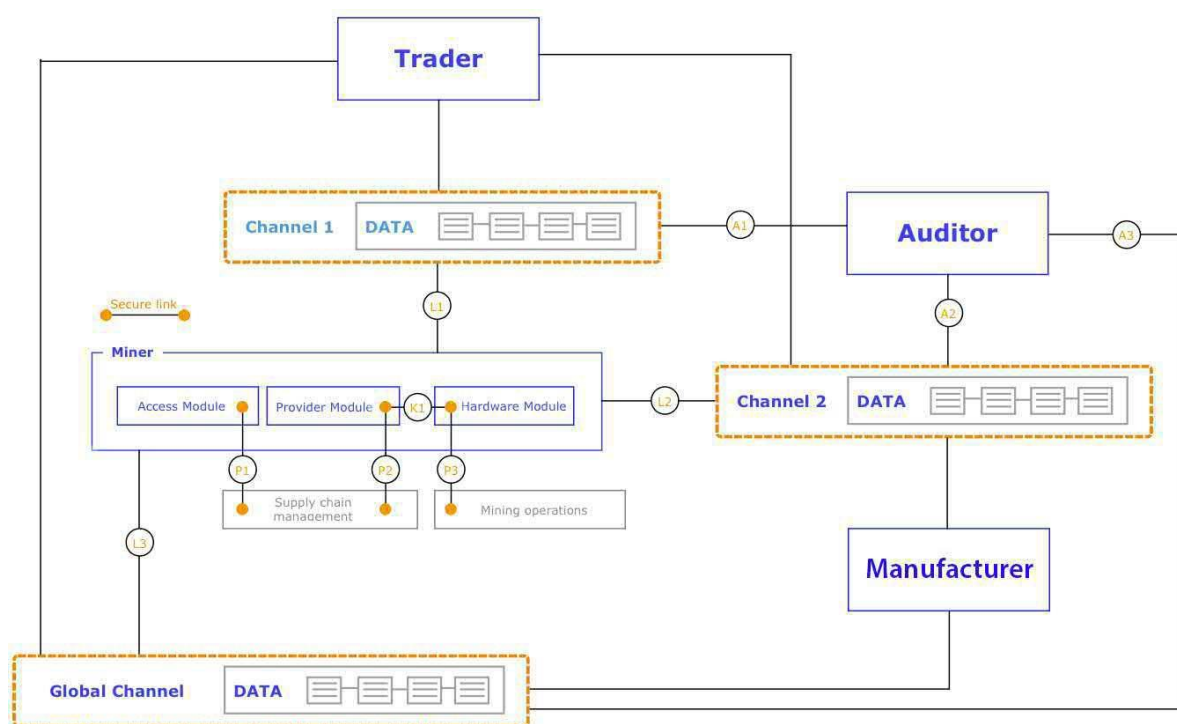 Trader
Channel 1
DATA
A1
Auditor
A3
Secure link
L1
A2
Miner
Access Module
Provider Module
K1
Hardware Module
L2
Channel 2
DATA
P1
P2
P3
Supply chain
management
Mining operations
L3
Manufacturer
Global Channel
DATA